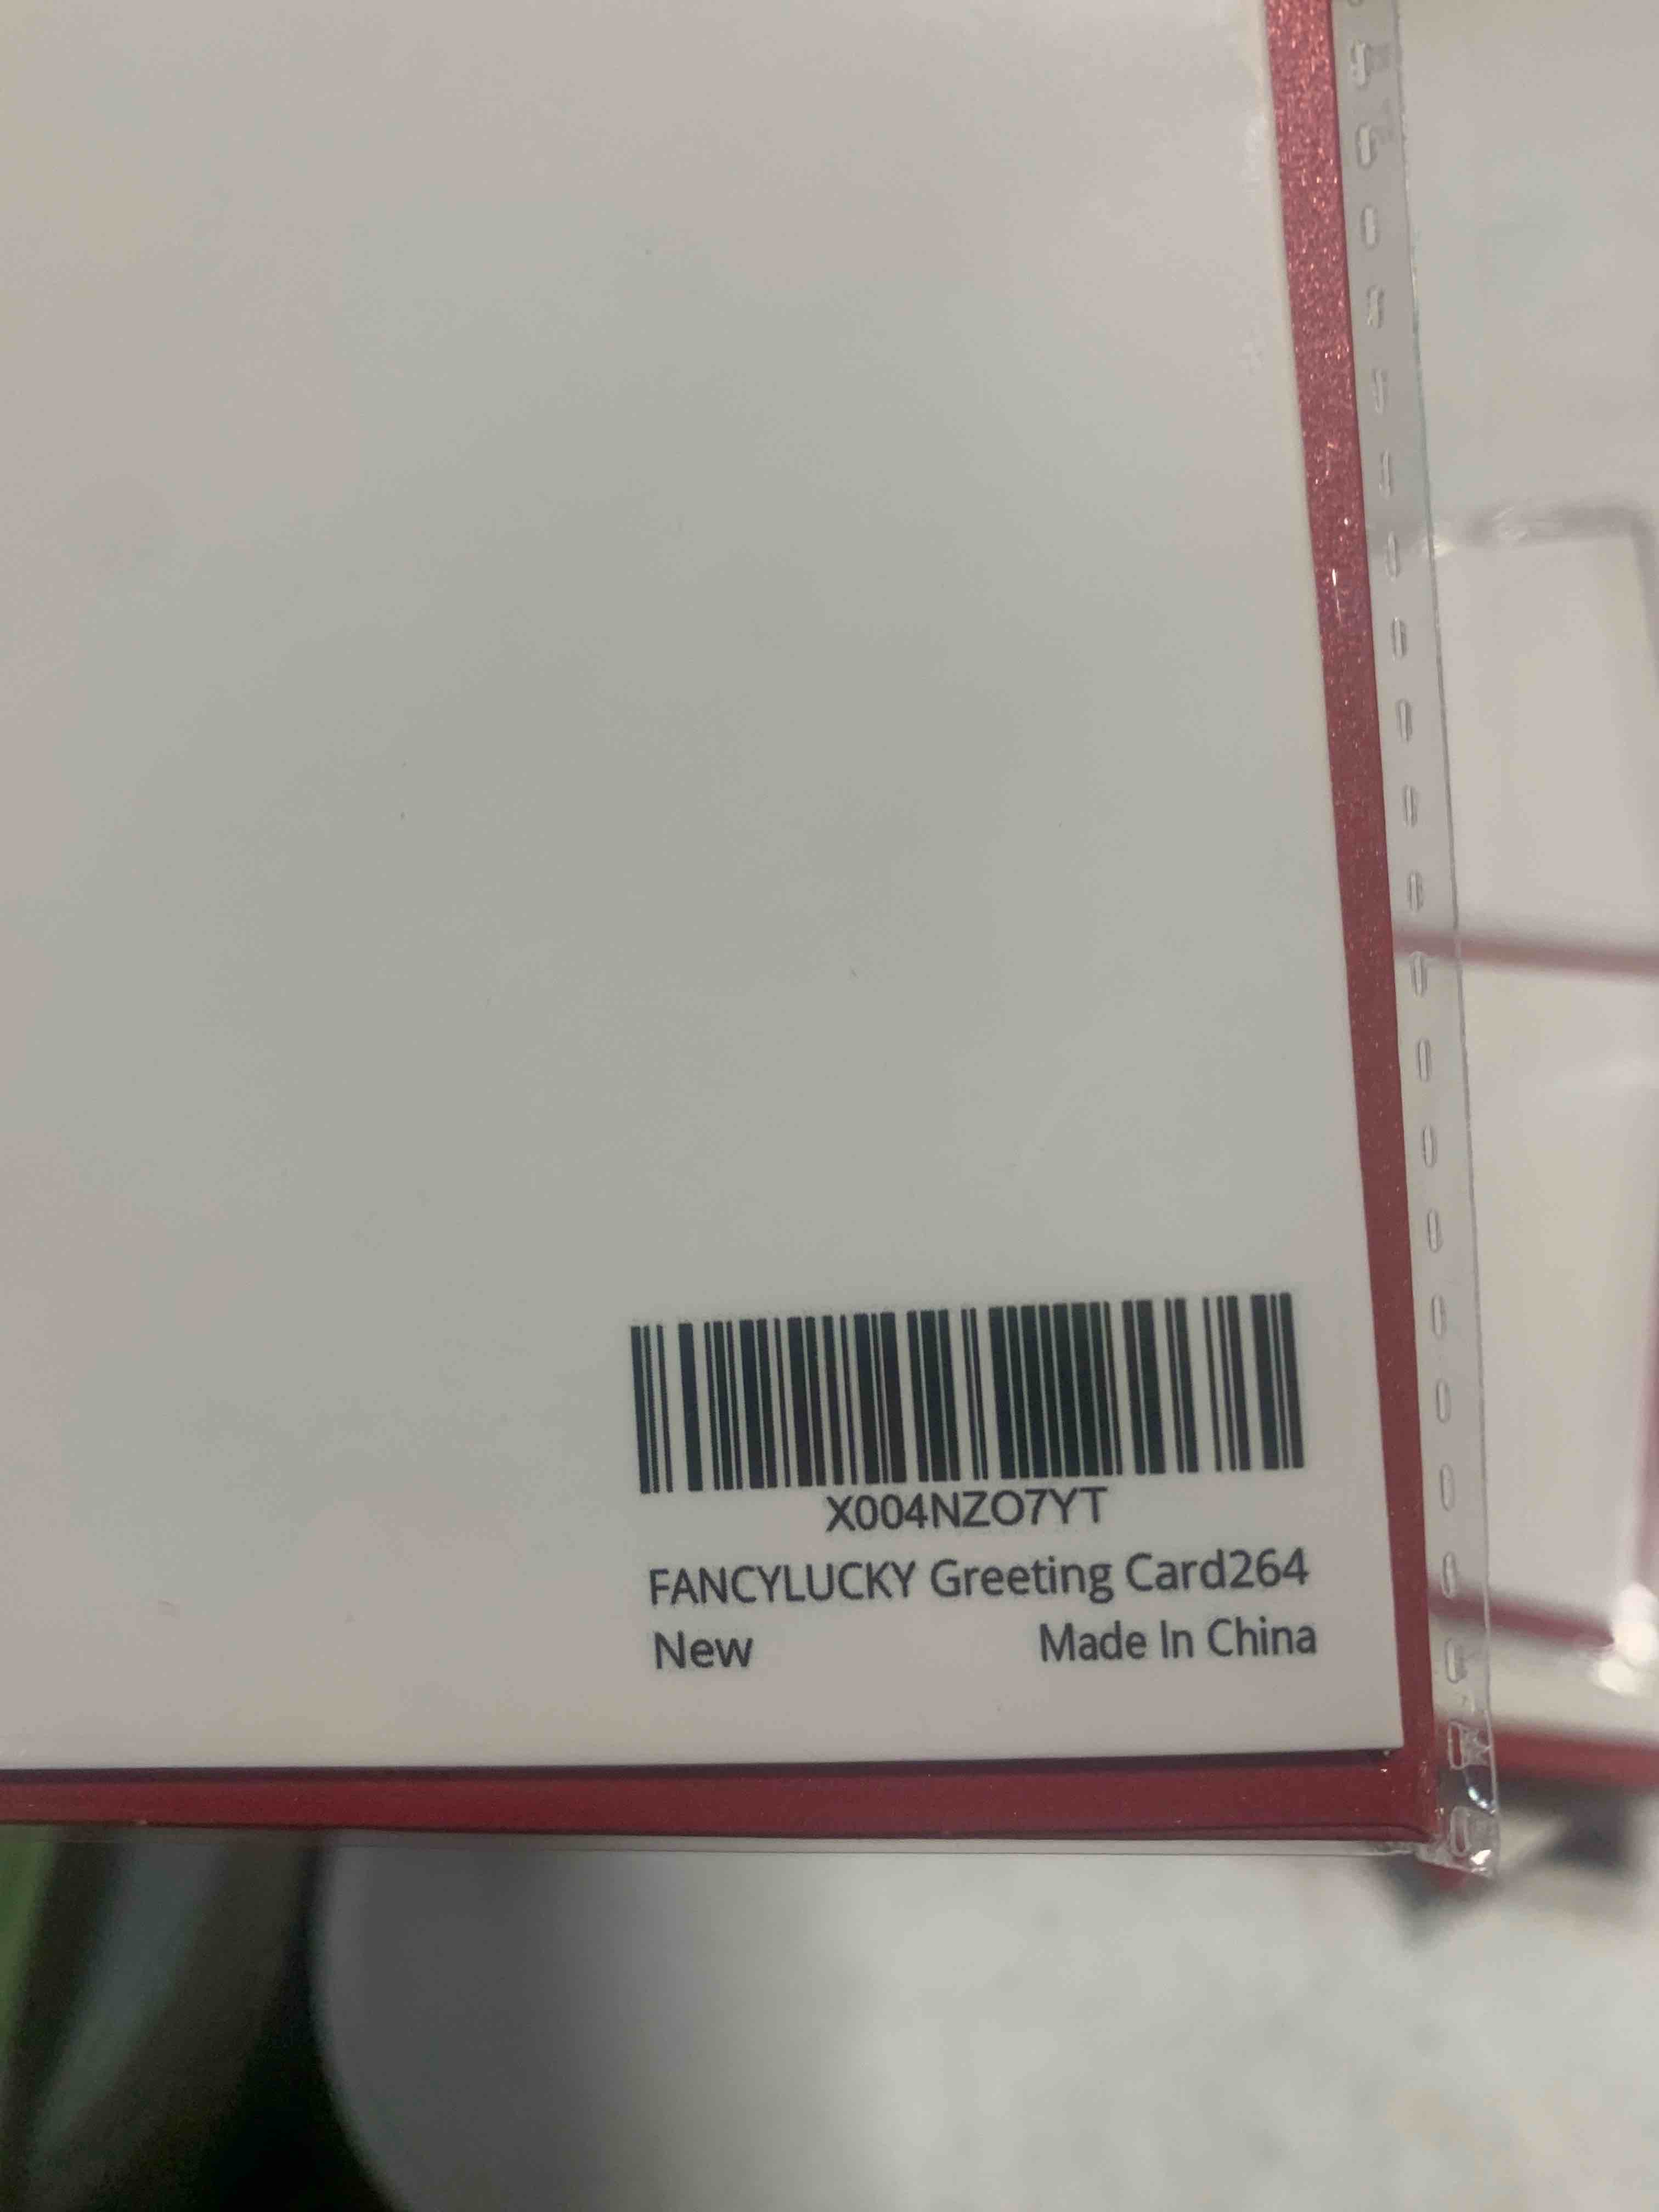 X004NZO7YT
FANCYLUCKY Greeting Card264
New Made In China